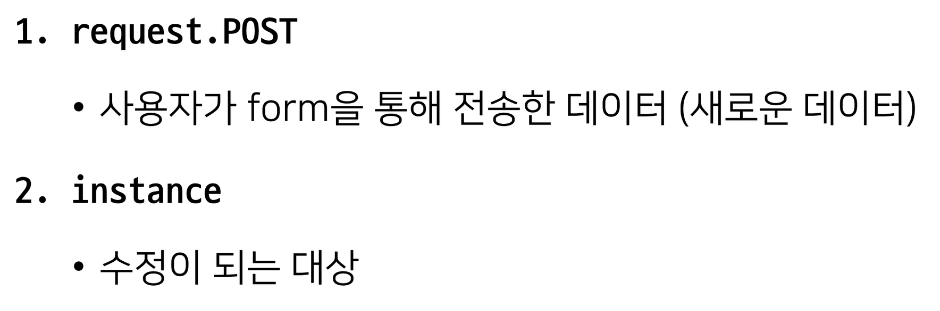 1. request.POST
• 사용자가 form을 통해 전송한 데이터 (새로운 데이터)
2. instance
• 수정이 되는 대상